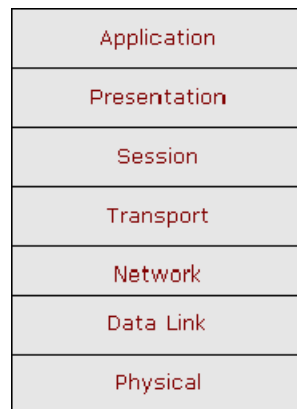 Application
Presentation
Session
Transport
Network
Data Link
Physical